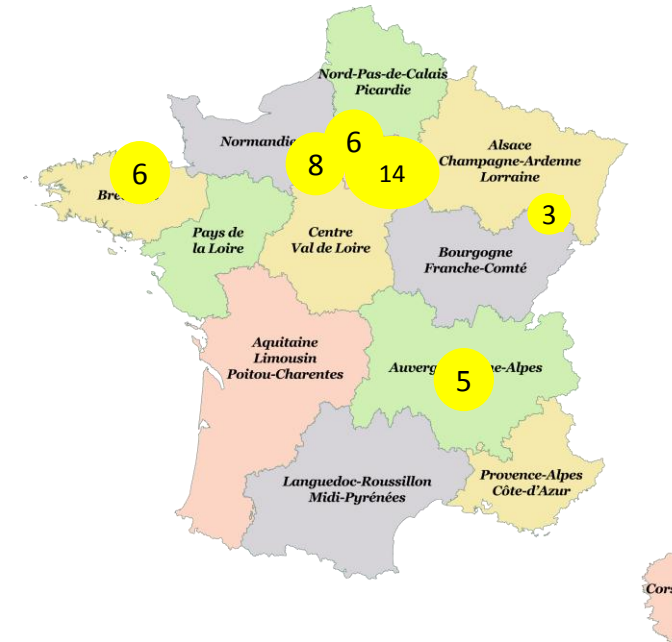 Nord-Pas-de-Calais
Picardie
Normandie
6
8
14
Alsace
Champagne-Ardenne
Lorraine
6
3
Pays de
la Loire
Centre
Val de Loire
Bourgogne
Franche-Comté
Aquitaine
Limousin
Poitou-Charentes
5
Languedoc-Roussillon
Midi-Pyrénées
Provence-Alpes
Côte-d'Azur